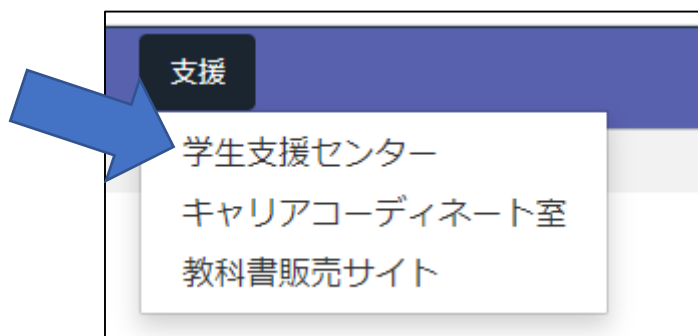 支援
学生支援センター
キャリアコーディネート室
教科書販売サイト